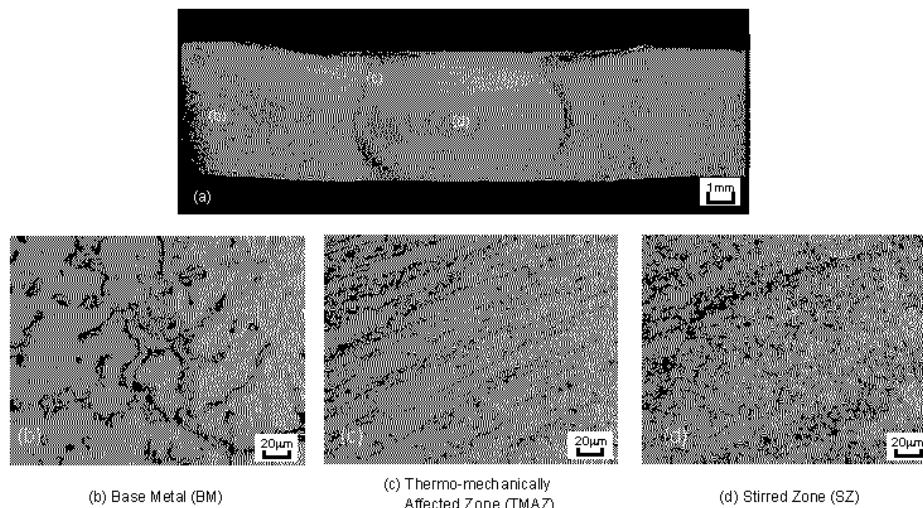 (c)
(b)
(d)
(a)
1mm
(b)
20μm
(c)
20μm
(d)
20μm
(b) Base Metal (BM)
(c) Thermo-mechanically
Affected Zone (TMAZ)
(d) Stirred Zone (SZ)